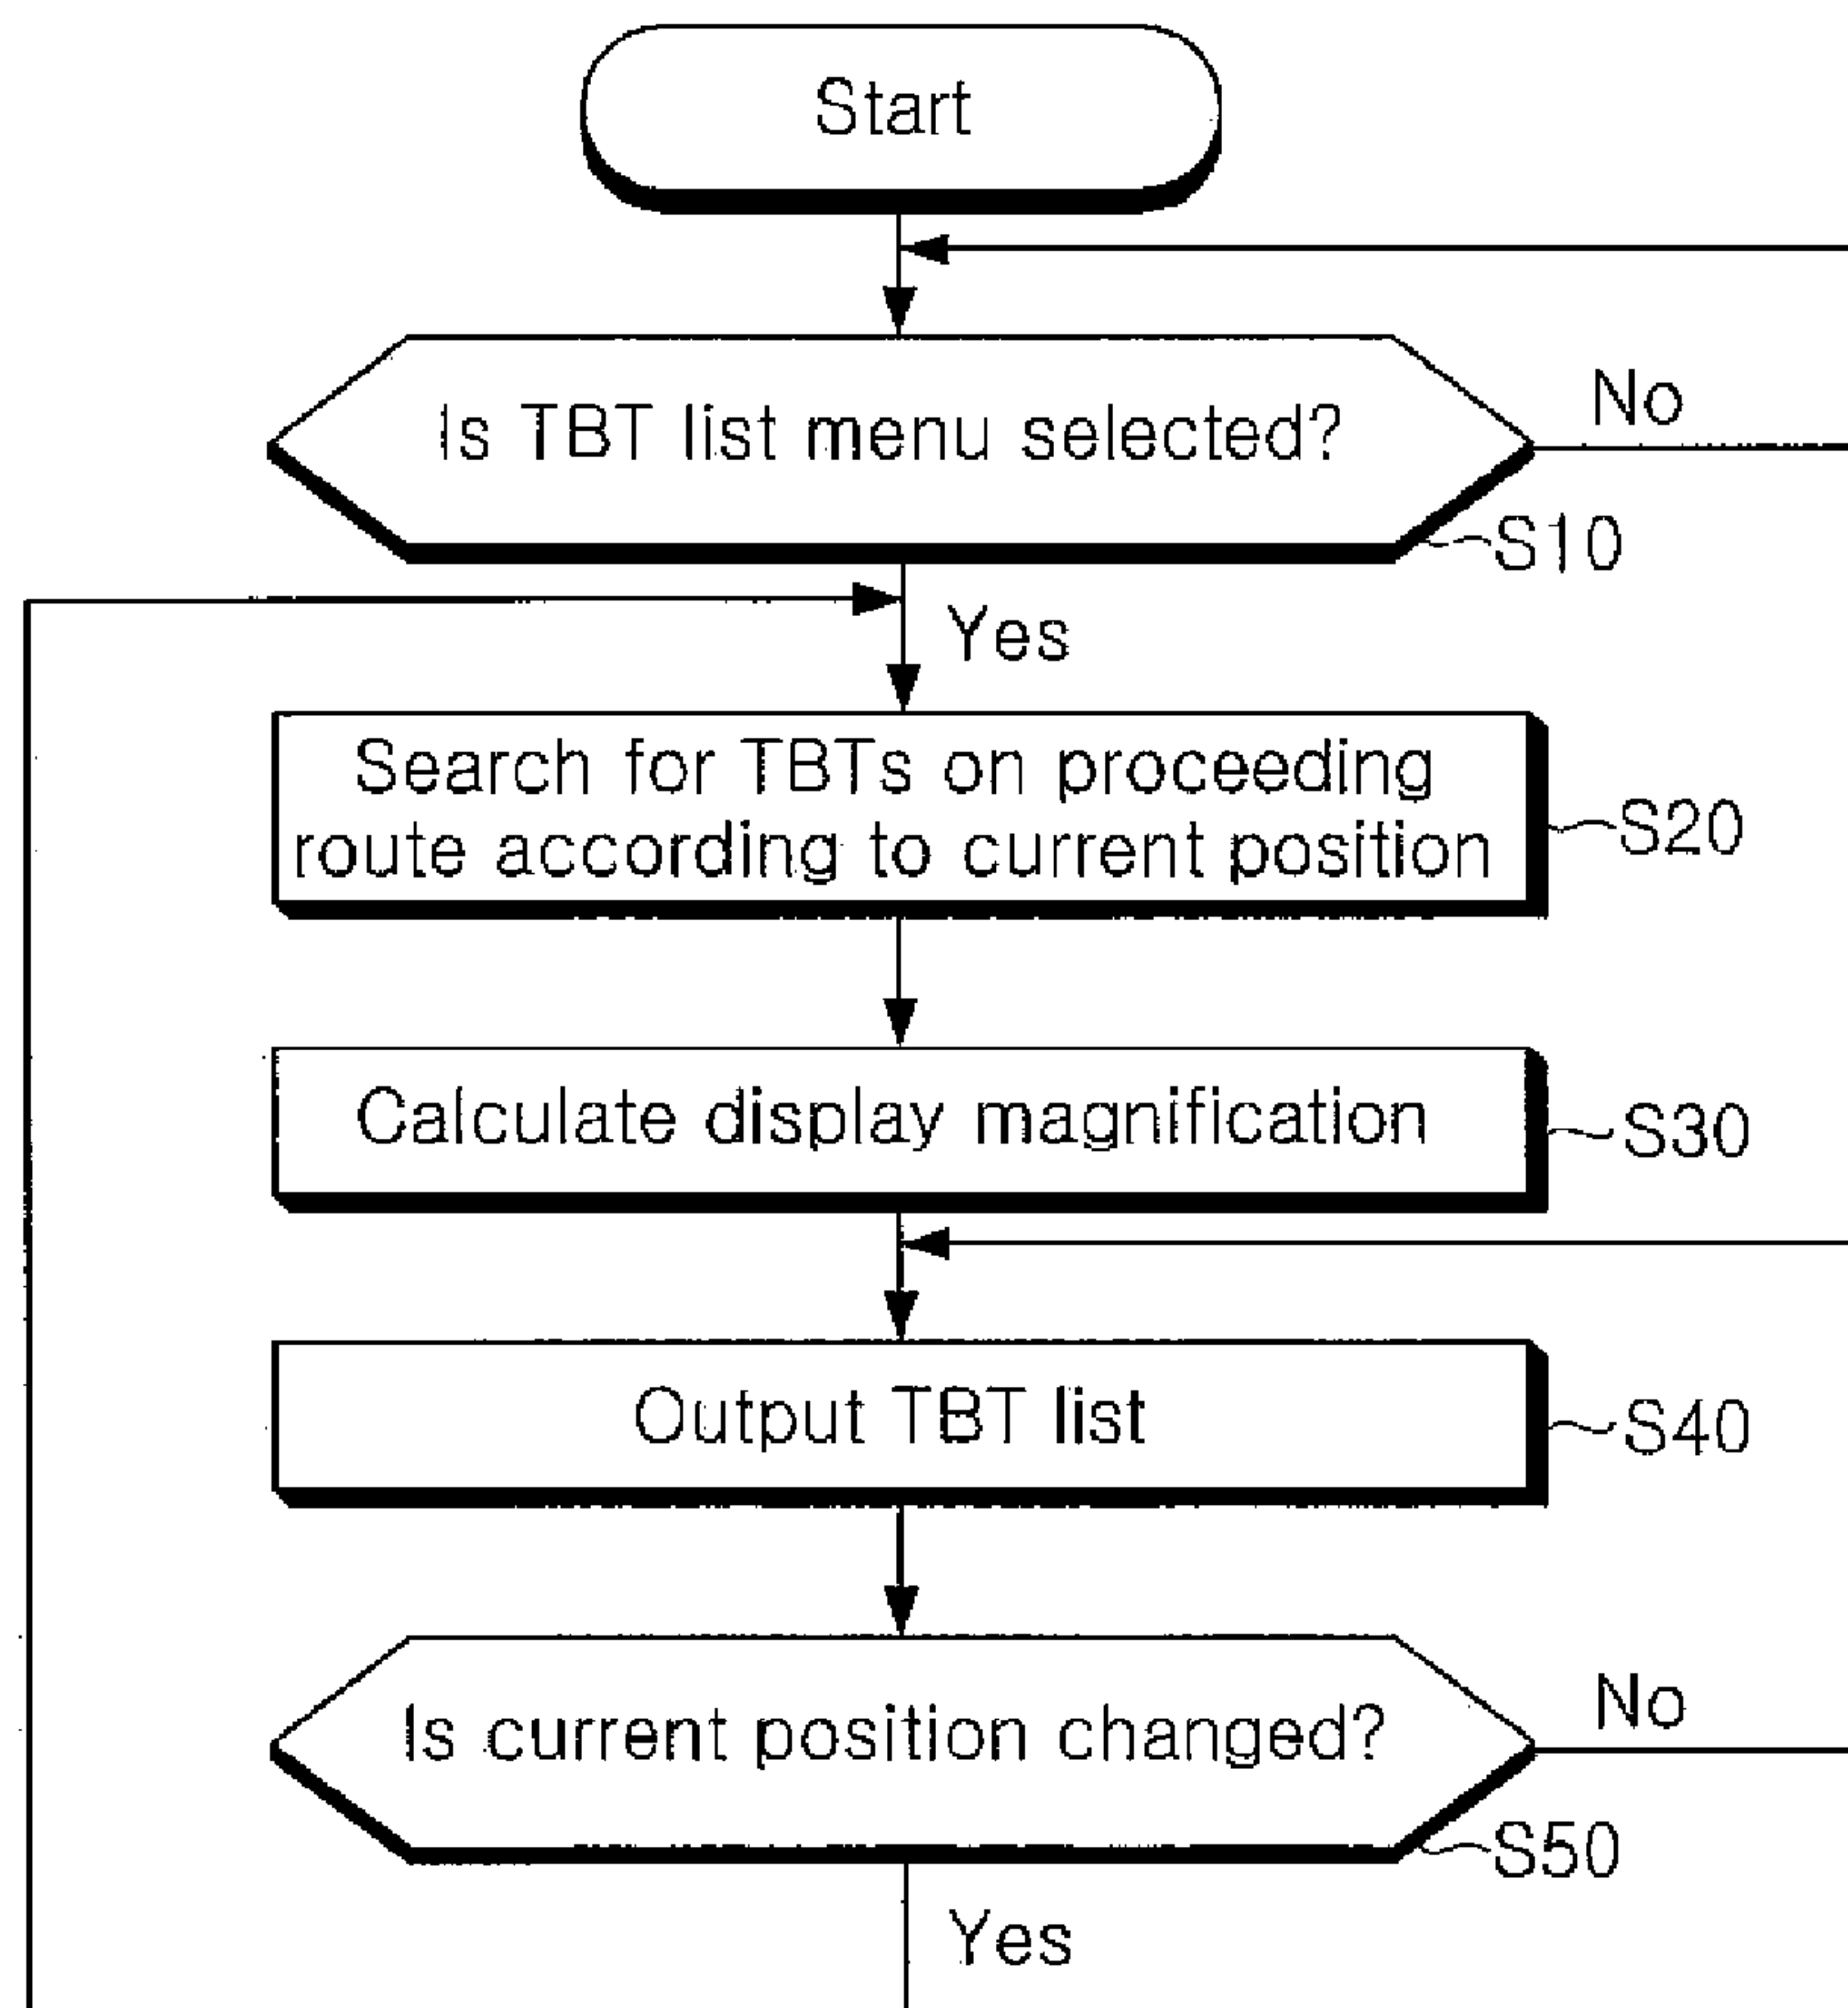 Start
Is TBT list menu selected?
No
S10
Yes
Search for TBTs on proceeding
route according to current position
S20
Calculate display magnification
S30
Output TBT list
S40
Is current position changed?
No
S50
Yes